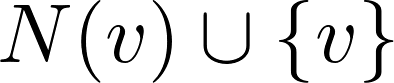 N(v) ∪ {v}